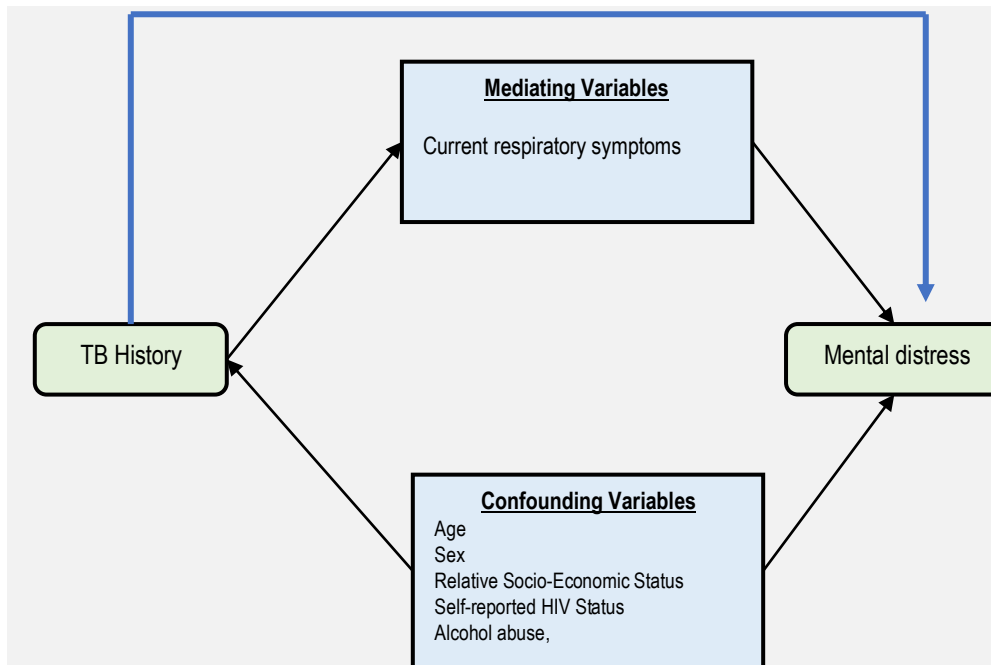 Mediating Variables
Current respiratory symptoms
TB History
Mental distress
Confounding Variables
Age
Sex
Relative Socio-Economic Status
Self-reported HIV Status
Alcohol abuse,